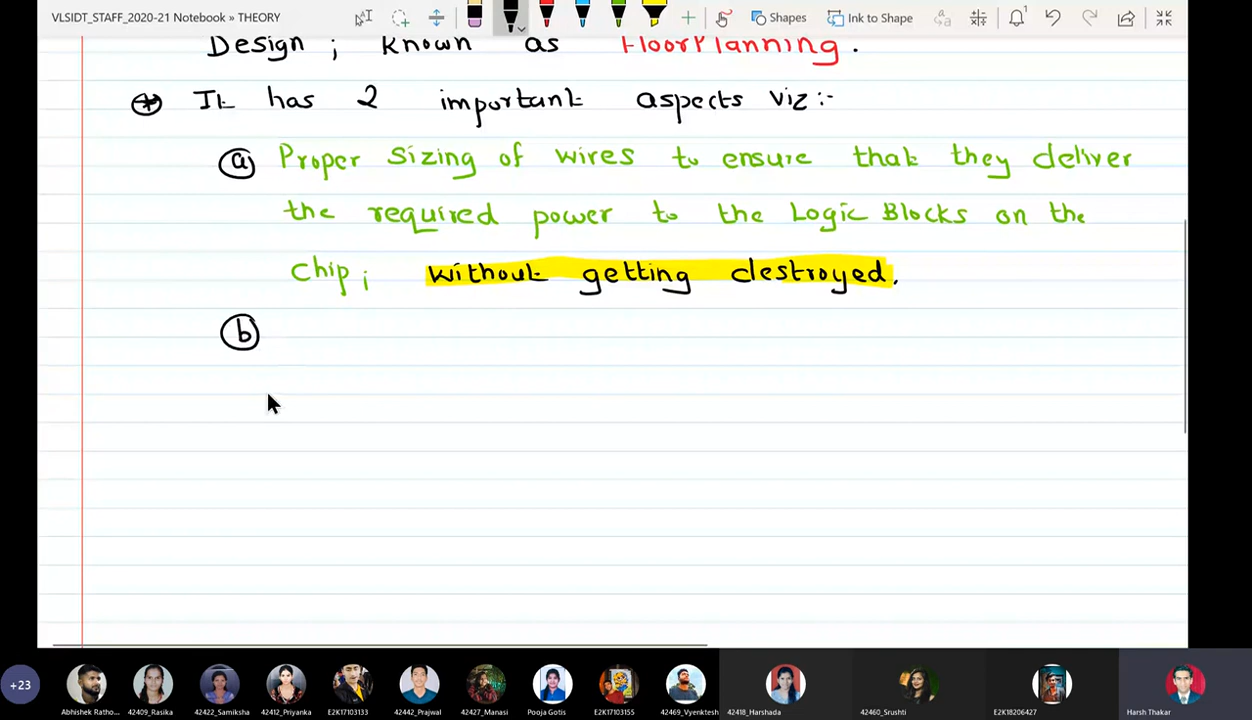 VLSIDT_STAFF_2020-21 Notebook » THEORY
Shapes
Ink to Shape
Design ; Known as FloorPlanning .
It has 2 important aspects viz:-
(a) Proper Sizing of wires to ensure that they deliver
the required power to the Logic Blocks on the
chip; without getting destroyed.
(b)
+23
Abhishek Ratho... 42409_Rasika 42422_Samiksha 42412_Priyanka E2K17103133 42442_Prajwal 42427_Manasi Pooja Gotis E2K17103155 42469_Vyenktesh 42418_Harshada 42460_Srushti E2K18206427 Harsh Thakar